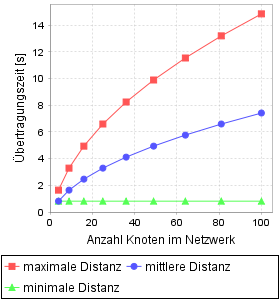 Übertragungszeit [s]
14
12
10
8
6
4
2
0
0 20 40 60 80 100
Anzahl Knoten im Netzwerk
maximale Distanz mittlere Distanz
minimale Distanz